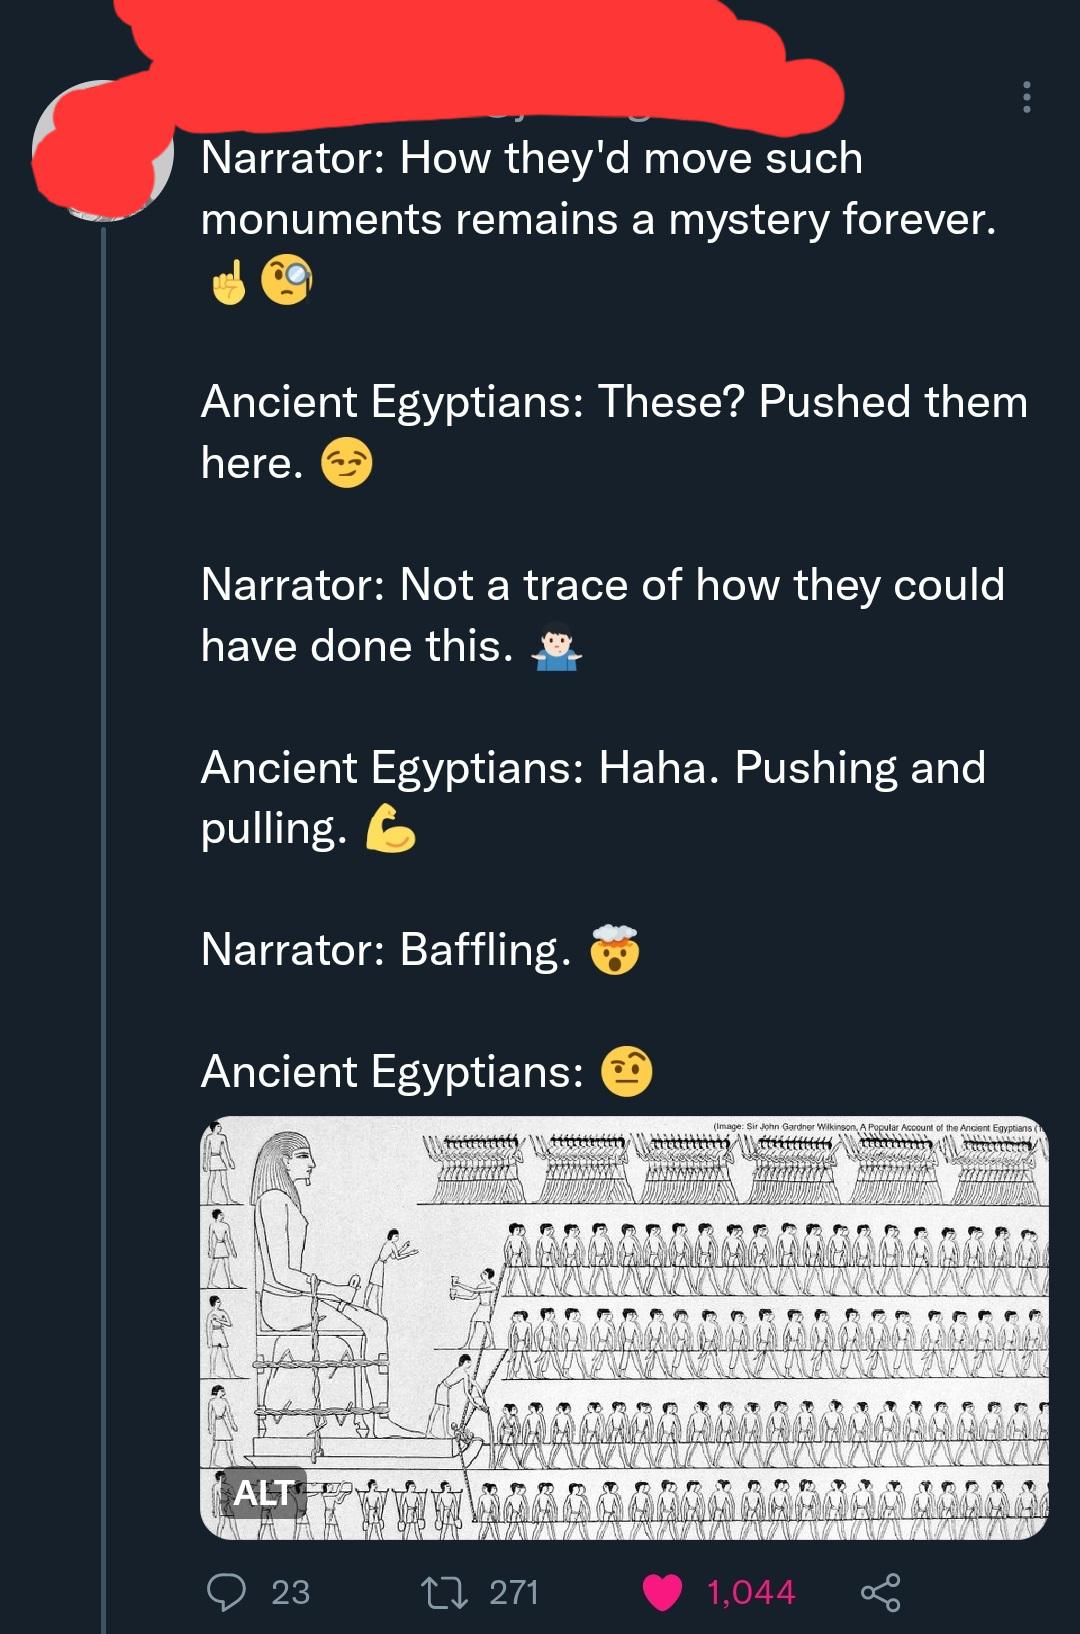 Narrator: How they'd move such
monuments remains a mystery forever.
☝️🧐
Ancient Egyptians: These? Pushed them
here. 😏
Narrator: Not a trace of how they could
have done this. 🤷🏻‍♂️
Ancient Egyptians: Haha. Pushing and
pulling. 💪
Narrator: Baffling. 🤯
Ancient Egyptians: 🤨
(Image: Sir John Gardner Wilkinson, A Popular Account of the Ancient Egyptians
ALT
23 271 1,044